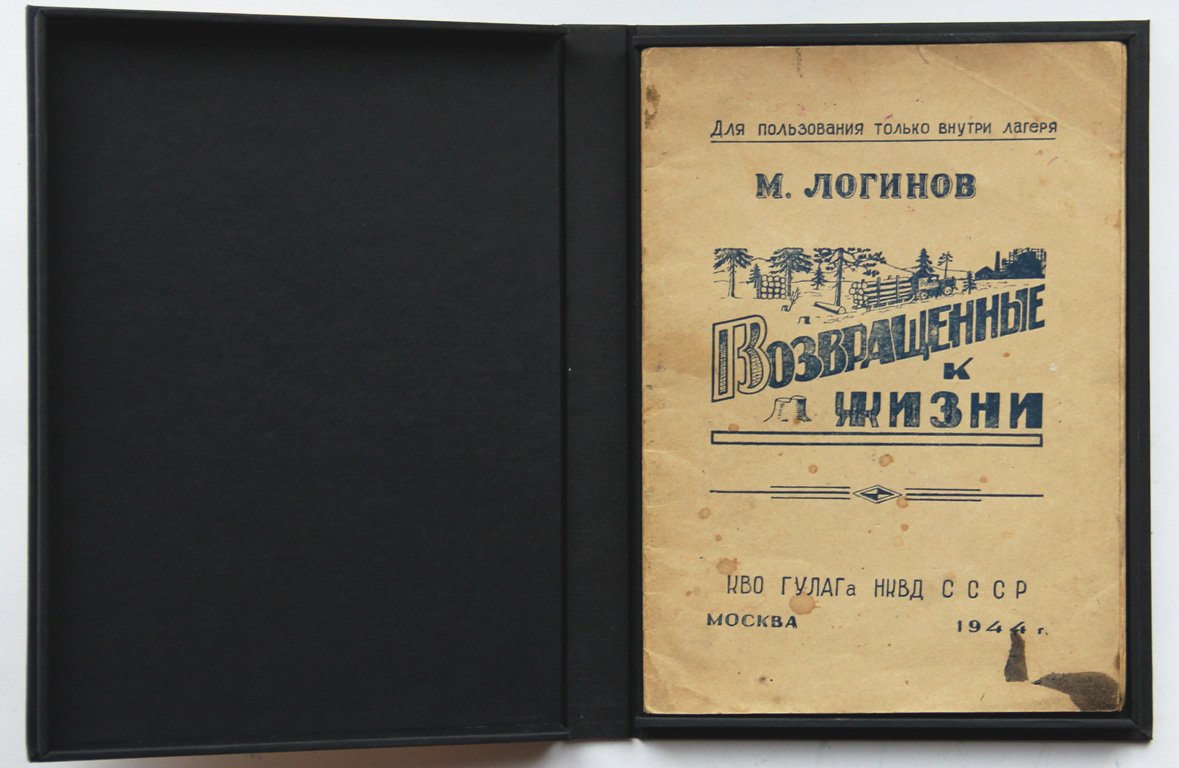 Для пользования только внутри лагеря
М. ЛОГИНОВ
ВОЗВРАЩЕННЫЕ
К
ЖИЗНИ
КВО ГУЛАГа НКВД СССР
МОСКВА 1944 г.